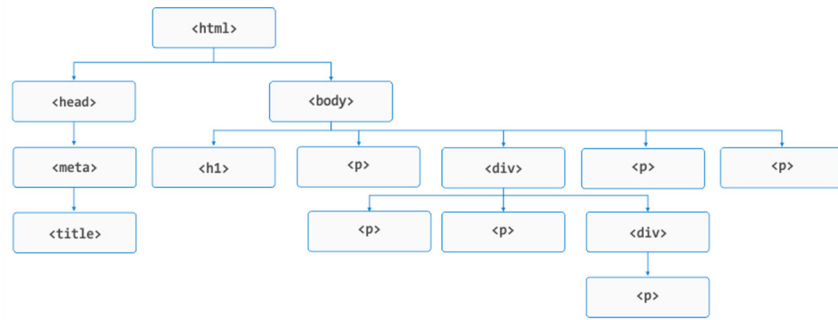 <html>
<head>
<body>
<meta>
<h1>
<p>
<div>
<p>
<p>
<title>
<p>
<p>
<div>
<p>